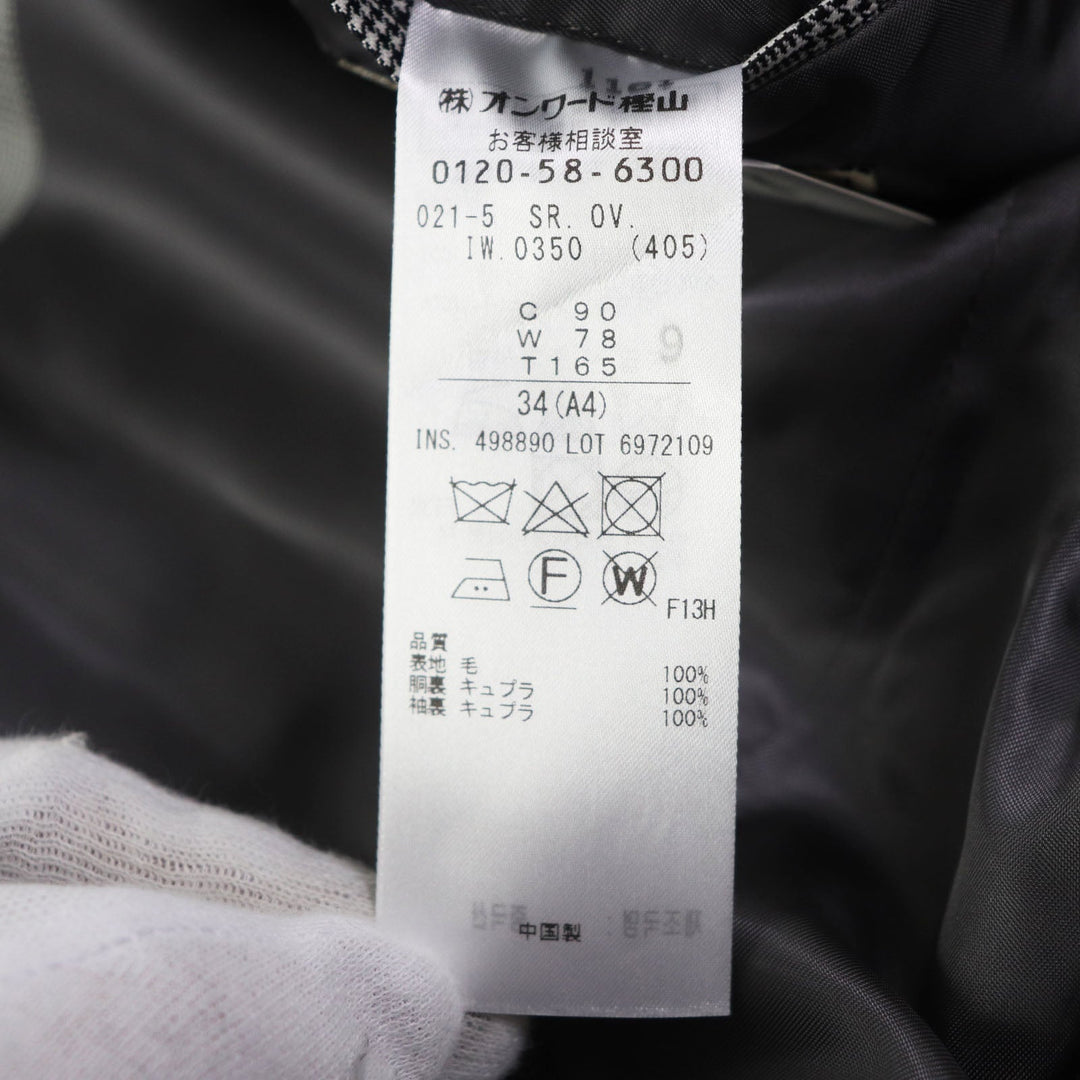 (株)オンワード樫山
お客様相談室
0120-58-6300
021-5 SR. OV.
IW. 0350 (405)
C 90
W 78
T 165
34(A4)
INS. 498890 LOT 6972109
F
W
F13H
品質
表地 毛 100%
胴裏 キュプラ 100%
袖裏 キュプラ 100%
中国製